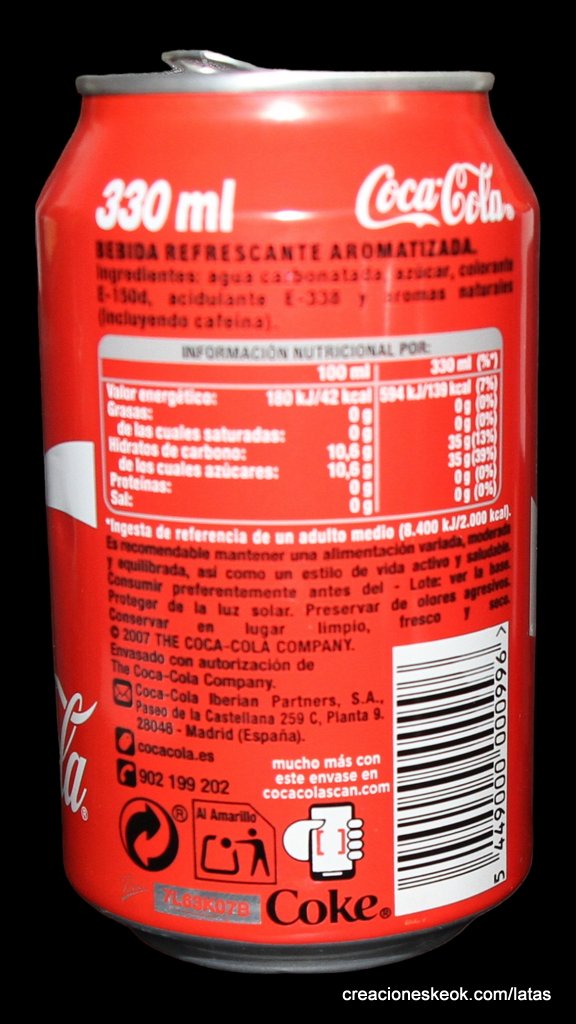 330 ml
Coca-Cola®
BEBIDA REFRESCANTE AROMATIZADA.
Ingredientes: agua carbonatada, azúcar, colorante
E-150d, acidulante E-338 y aromas naturales
(incluyendo cafeína).
INFORMACIÓN NUTRICIONAL POR:
100 ml 330 ml (%*)
Valor energético: 180 kJ/42 kcal 594 kJ/139 kcal (7%)
Grasas: 0 g 0 g (0%)
de las cuales saturadas: 0 g 0 g (0%)
Hidratos de carbono: 10,6 g 35 g (13%)
de los cuales azúcares: 10,6 g 35 g (39%)
Proteínas: 0 g 0 g (0%)
Sal: 0 g 0 g (0%)
*Ingesta de referencia de un adulto medio (8.400 kJ/2.000 kcal).
Es recomendable mantener una alimentación variada, moderada
y equilibrada, así como un estilo de vida activo y saludable.
Consumir preferentemente antes del - Lote: ver la base.
Proteger de la luz solar. Preservar de olores agresivos.
Conservar en lugar limpio, fresco y seco.
© 2007 THE COCA-COLA COMPANY.
Envasado con autorización de
The Coca-Cola Company.
Coca-Cola Iberian Partners, S.A.,
Paseo de la Castellana 259 C, Planta 9.
28046 - Madrid (España).
cocacola.es
902 199 202
mucho más con
este envase en
cocacolascan.com
la®
®
Al Amarillo
7L69K07B
Coke®
5 449000 000996 >
creacioneskeok.com/latas